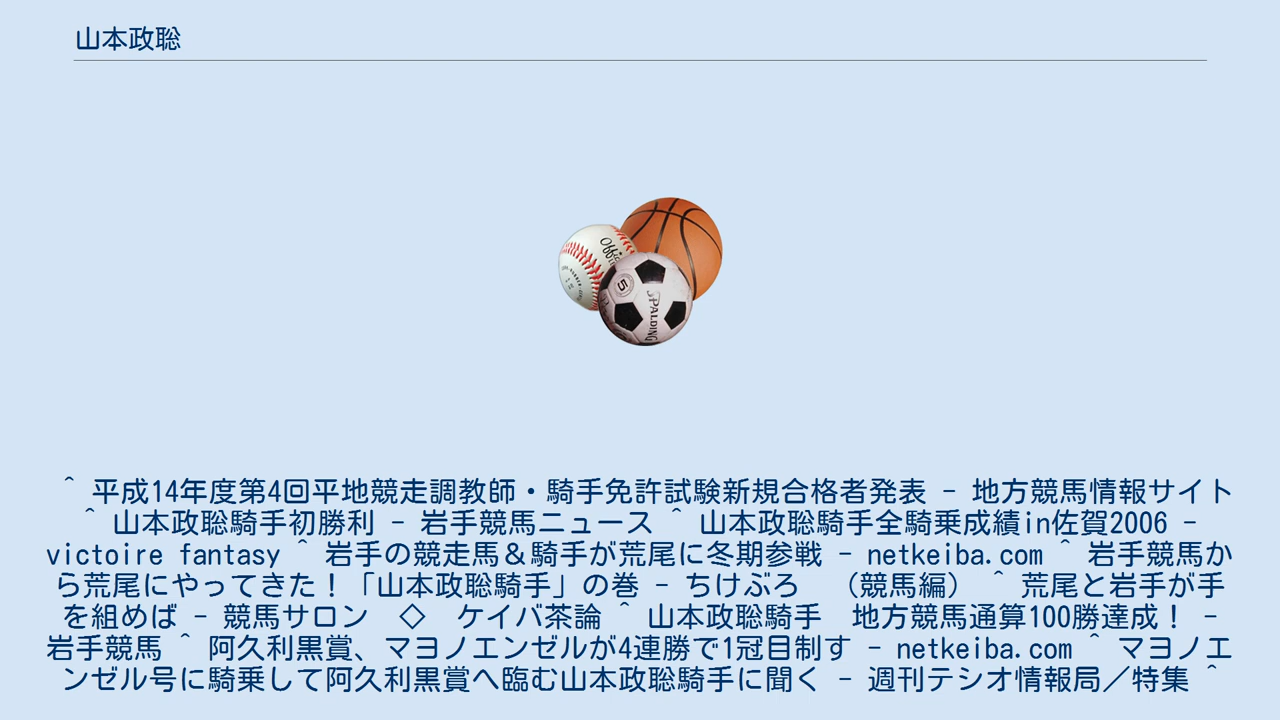 山本政聡
Offic
5
SPALDING
＾ 平成14年度第4回平地競走調教師・騎手免許試験新規合格者発表 － 地方競馬情報サイト
＾ 山本政聡騎手初勝利 － 岩手競馬ニュース ＾ 山本政聡騎手全騎乗成績in佐賀2006 －
victoire fantasy ＾ 岩手の競走馬＆騎手が荒尾に冬期参戦 － netkeiba.com ＾ 岩手競馬か
ら荒尾にやってきた！「山本政聡騎手」の巻 － ちけぶろ　（競馬編） ＾ 荒尾と岩手が手
を組めば － 競馬サロン　◇　ケイバ茶論 ＾ 山本政聡騎手　地方競馬通算100勝達成！ －
岩手競馬 ＾ 阿久利黒賞、マヨノエンゼルが4連勝で1冠目制す － netkeiba.com ＾ マヨノエ
ンゼル号に騎乗して阿久利黒賞へ臨む山本政聡騎手に聞く － 週刊テシオ情報局／特集 ＾